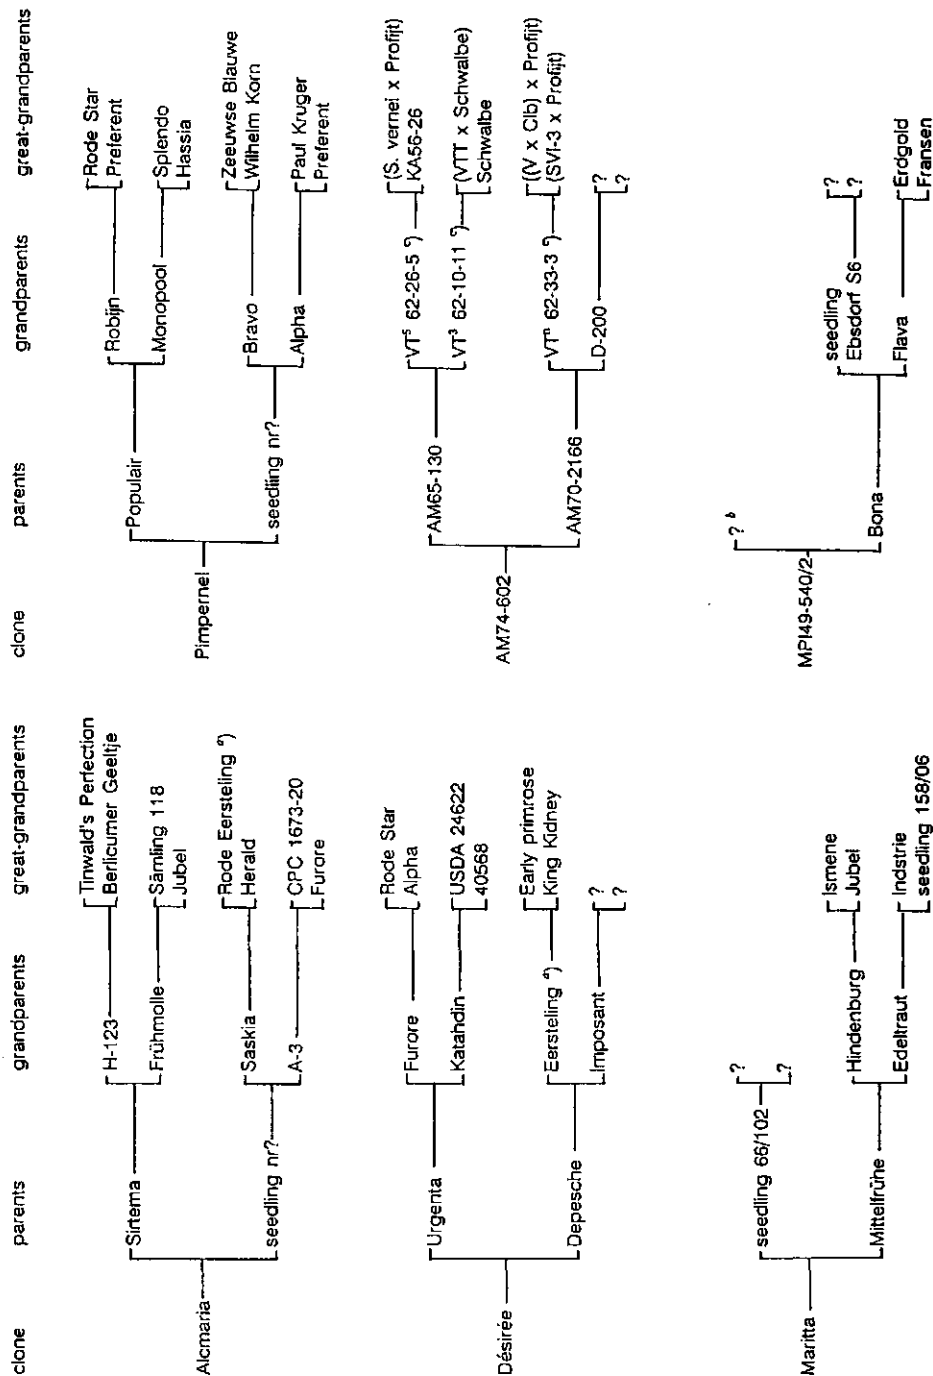 clone parents grandparents great-grandparents
Tinwald's Perfection
H-123
Berlicumer Geeltje
Sirtema
Sämling 118
Frühmolle
Jubel
Alcmaria
Rode Eersteling a)
Saskia
Herald
seedling nr?
CPC 1673-20
A-3
Furore
Rode Star
Furore
Alpha
Urgenta
USDA 24622
Katahdin
40568
Désirée
Early primrose
Eersteling a)
King Kidney
Depesche
?
Imposant
?
?
seedling 66/102
?
Maritta
Ismene
Hindenburg
Jubel
Mittelfrühe
Indstrie
Edeltraut
seedling 158/06
clone parents grandparents great-grandparents
Rode Star
Robijn
Preferent
Populair
Splendo
Monopool
Hassia
Pimpernel
Zeeuwse Blauwe
Bravo
Wilhelm Korn
seedling nr?
Paul Kruger
Alpha
Preferent
(S. vernei x Profijt)
VT⁵ 62-26-5 c)
KA56-26
AM65-130
(VTT x Schwalbe)
VT³ 62-10-11 c)
Schwalbe
AM74-602
((V x Clb) x Profijt)
VTⁿ 62-33-3 c)
(SVI-3 x Profijt)
AM70-2166
?
D-200
?
? b
MPI49-540/2
seedling
?
Ebsdorf S6
?
Bona
Erdgold
Flava
Fransen